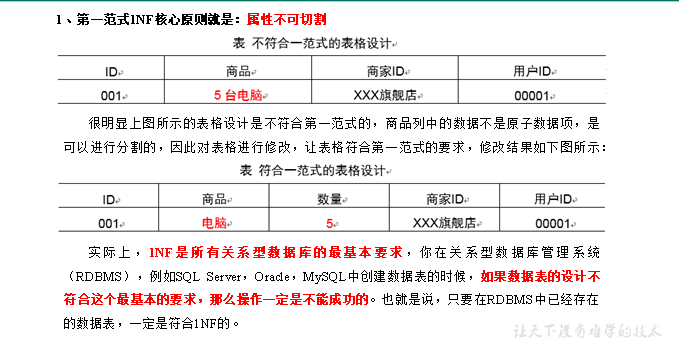 1、第一范式1NF核心原则就是：属性不可切割
表 不符合一范式的表格设计
ID 商品 商家ID 用户ID
001 5 台电脑 XXX旗舰店 00001
很明显上图所示的表格设计是不符合第一范式的，商品列中的数据不是原子数据项，是
可以进行分割的，因此对表格进行修改，让表格符合第一范式的要求，修改结果如下图所示：
表 符合一范式的表格设计
ID 商品 数量 商家ID 用户ID
001 电脑 5 XXX旗舰店 00001
实际上，1NF是所有关系型数据库的最基本要求，你在关系型数据库管理系统
（RDBMS），例如SQL Server，Oracle，MySQL中创建数据表的时候，如果数据表的设计不
符合这个最基本的要求，那么操作一定是不能成功的。也就是说，只要在RDBMS中已经存在
的数据表，一定是符合1NF的。
让天下没有难学的技术